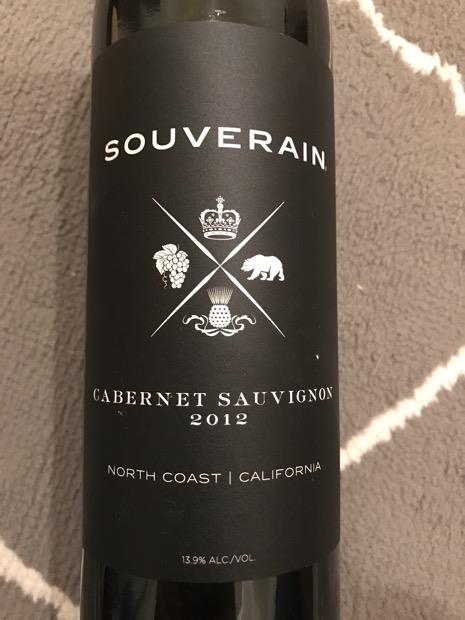 SOUVERAIN
CABERNET SAUVIGNON
2012
NORTH COAST | CALIFORNIA
13.9% ALC./VOL.